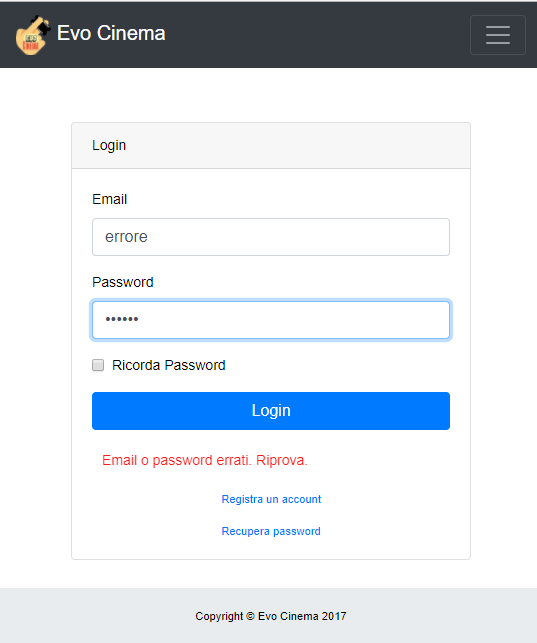 Evo Cinema
Login
Email
errore
Password
••••••
Ricorda Password
Login
Email o password errati. Riprova.
Registra un account
Recupera password
Copyright © Evo Cinema 2017